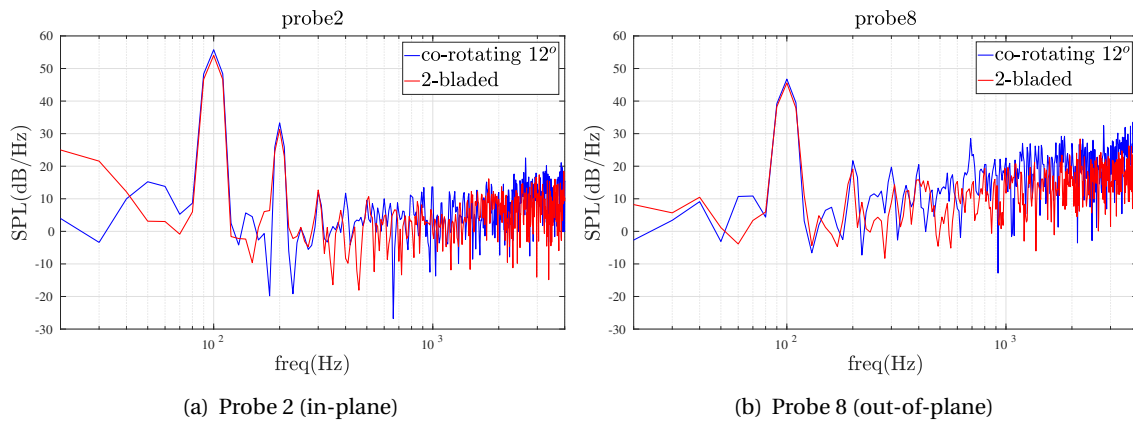 probe2
SPL(dB/Hz)
60
50
40
30
20
10
0
-10
-20
-30
co-rotating 12°
2-bladed
10²
10³
freq(Hz)
(a) Probe 2 (in-plane)
probe8
SPL(dB/Hz)
60
50
40
30
20
10
0
-10
-20
-30
co-rotating 12°
2-bladed
10²
10³
freq(Hz)
(b) Probe 8 (out-of-plane)